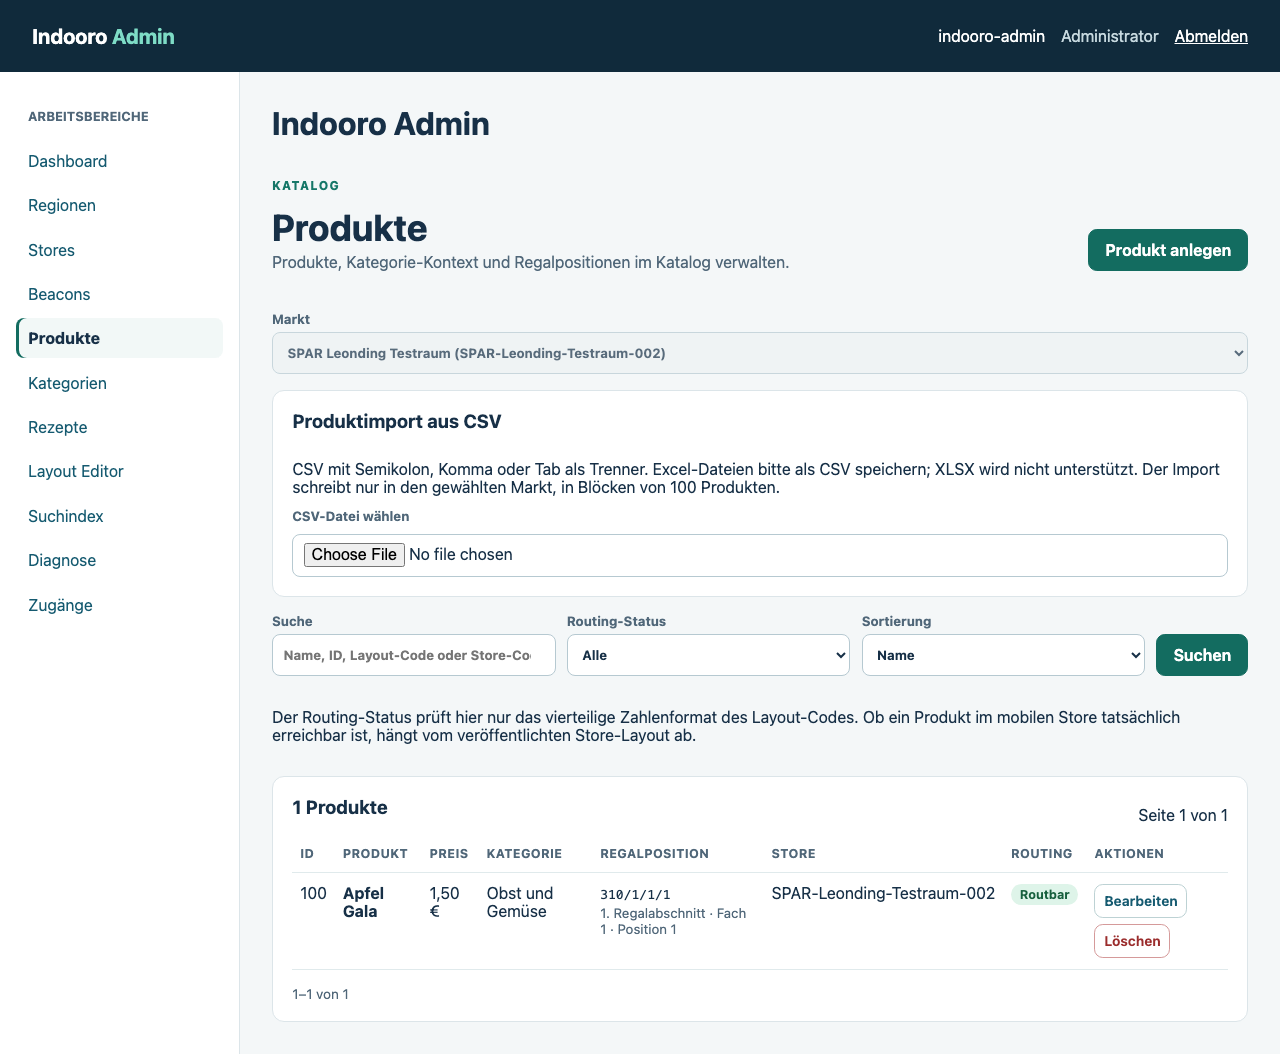 Indooro Admin
indooro-admin Administrator Abmelden
ARBEITSBEREICHE
Dashboard
Regionen
Stores
Beacons
Produkte
Kategorien
Rezepte
Layout Editor
Suchindex
Diagnose
Zugänge
Indooro Admin
KATALOG
Produkte
Produkte, Kategorie-Kontext und Regalpositionen im Katalog verwalten.
Produkt anlegen
Markt
SPAR Leonding Testraum (SPAR-Leonding-Testraum-002)
Produktimport aus CSV
CSV mit Semikolon, Komma oder Tab als Trenner. Excel-Dateien bitte als CSV speichern; XLSX wird nicht unterstützt. Der Import
schreibt nur in den gewählten Markt, in Blöcken von 100 Produkten.
CSV-Datei wählen
Choose File No file chosen
Suche
Name, ID, Layout-Code oder Store-Co
Routing-Status
Alle
Sortierung
Name
Suchen
Der Routing-Status prüft hier nur das vierteilige Zahlenformat des Layout-Codes. Ob ein Produkt im mobilen Store tatsächlich
erreichbar ist, hängt vom veröffentlichten Store-Layout ab.
1 Produkte
Seite 1 von 1
ID PRODUKT PREIS KATEGORIE REGALPOSITION STORE ROUTING AKTIONEN
100
Apfel
Gala
1,50
€
Obst und
Gemüse
310/1/1/1
1. Regalabschnitt · Fach
1 · Position 1
SPAR-Leonding-Testraum-002
Routbar
Bearbeiten
Löschen
1–1 von 1